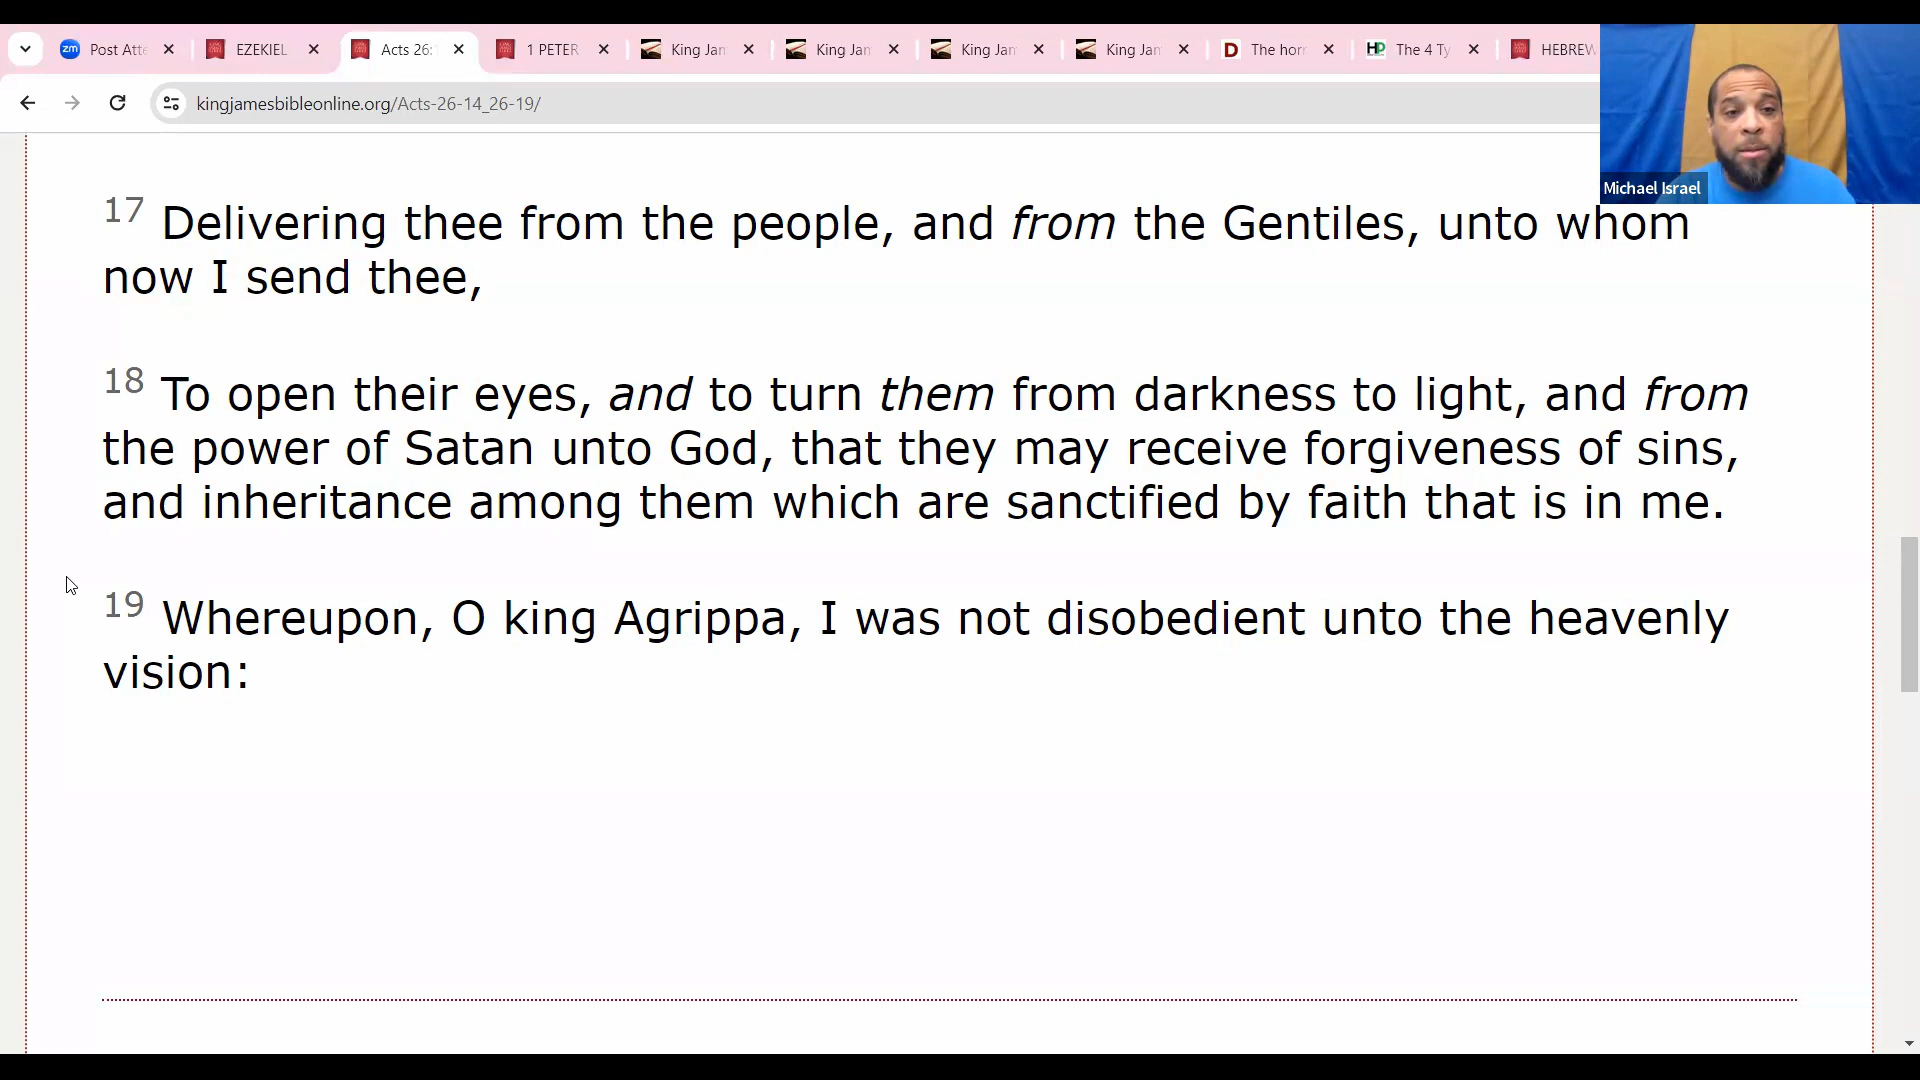 Post Atte
EZEKIEL
Acts 26:
1 PETER
King Jam
King Jam
King Jam
King Jam
The horr
The 4 Ty
HEBREW
kingjamesbibleonline.org/Acts-26-14_26-19/
Michael Israel
17 Delivering thee from the people, and from the Gentiles, unto whom
now I send thee,
18 To open their eyes, and to turn them from darkness to light, and from
the power of Satan unto God, that they may receive forgiveness of sins,
and inheritance among them which are sanctified by faith that is in me.
19 Whereupon, O king Agrippa, I was not disobedient unto the heavenly
vision: